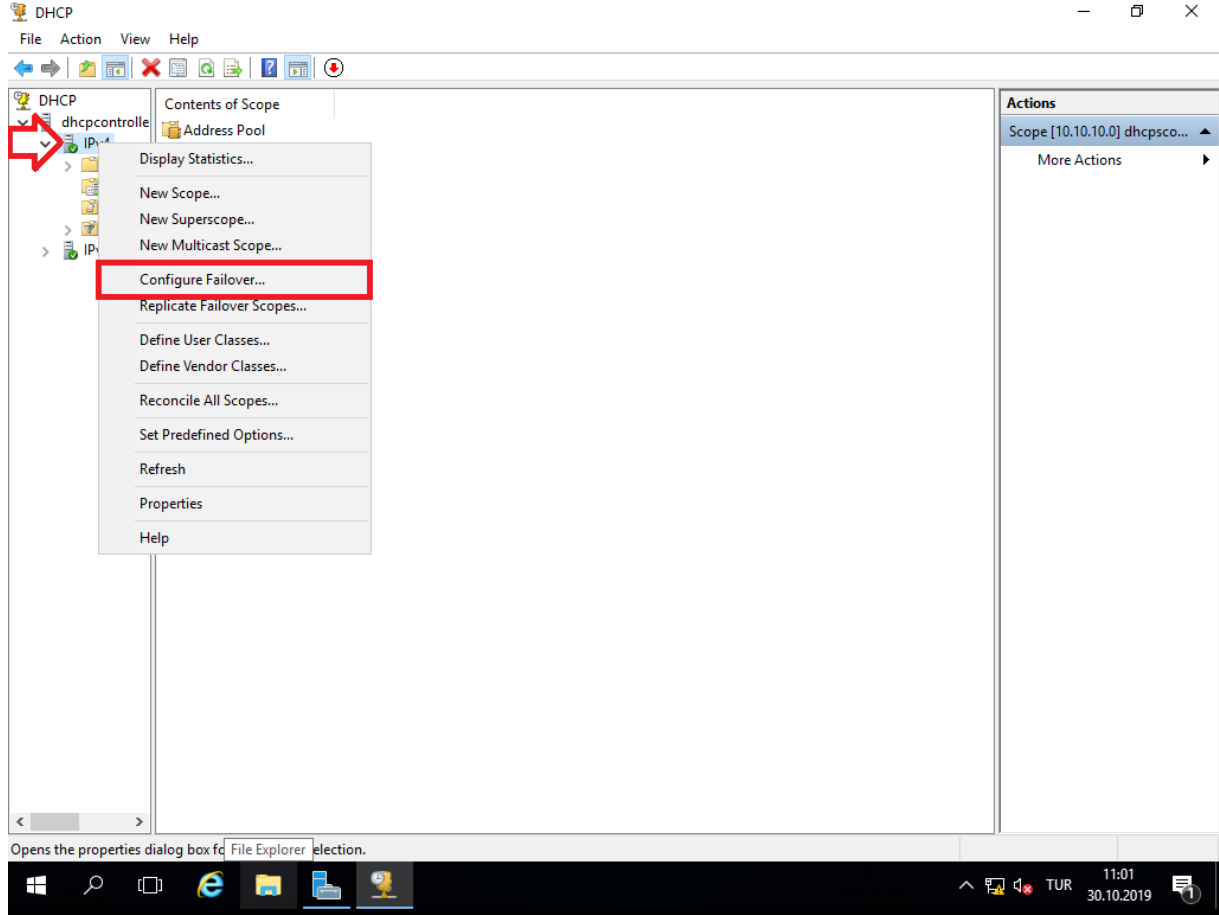 DHCP
File Action View Help
DHCP
dhcpcontrolle
IPv4
Contents of Scope
Address Pool
Display Statistics...
New Scope...
New Superscope...
New Multicast Scope...
Configure Failover...
Replicate Failover Scopes...
Define User Classes...
Define Vendor Classes...
Reconcile All Scopes...
Set Predefined Options...
Refresh
Properties
Help
Actions
Scope [10.10.10.0] dhcpsco...
More Actions
Opens the properties dialog box fo
File Explorer
election.
TUR
11:01
30.10.2019
1